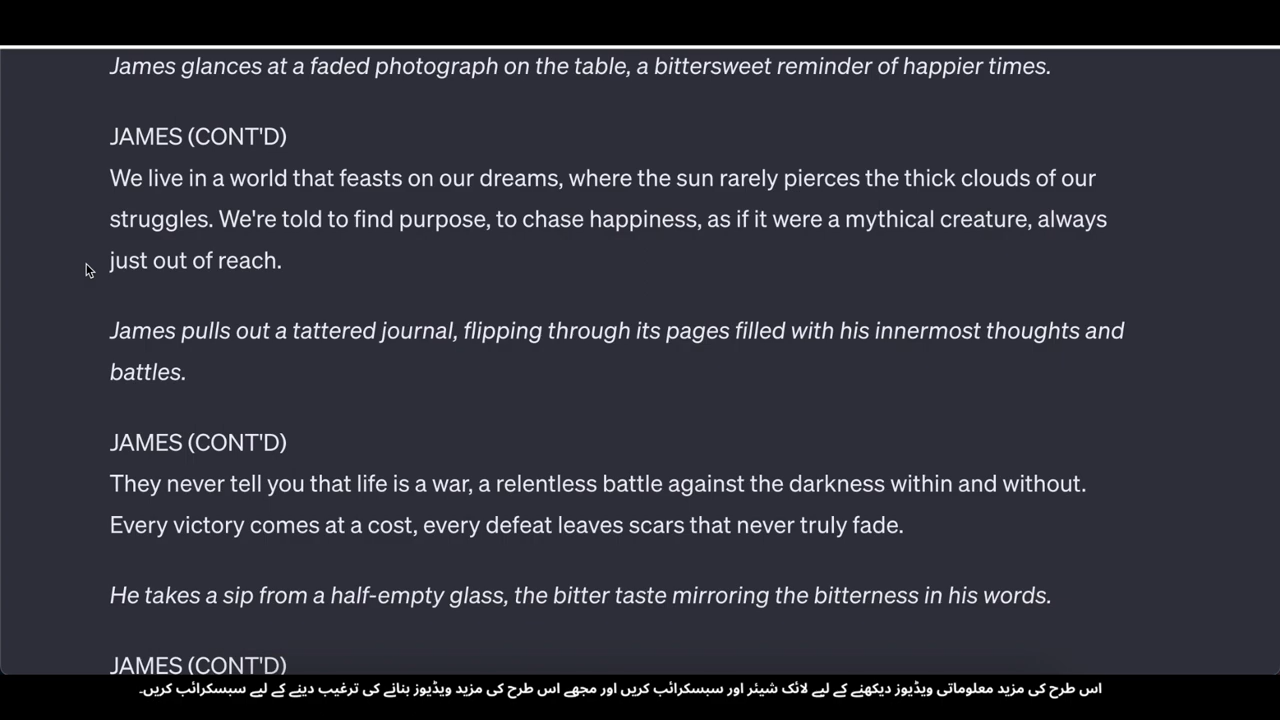 James glances at a faded photograph on the table, a bittersweet reminder of happier times.
JAMES (CONT'D)
We live in a world that feasts on our dreams, where the sun rarely pierces the thick clouds of our
struggles. We're told to find purpose, to chase happiness, as if it were a mythical creature, always
just out of reach.
James pulls out a tattered journal, flipping through its pages filled with his innermost thoughts and
battles.
JAMES (CONT'D)
They never tell you that life is a war, a relentless battle against the darkness within and without.
Every victory comes at a cost, every defeat leaves scars that never truly fade.
He takes a sip from a half-empty glass, the bitter taste mirroring the bitterness in his words.
JAMES (CONT'D)
اس طرح کی مزید معلوماتی ویڈیوز دیکھنے کے لیے لائک شیئر اور سبسکرائب کریں اور مجھے اس طرح کی مزید ویڈیوز بنانے کی ترغیب دینے کے لیے سبسکرائب کریں۔